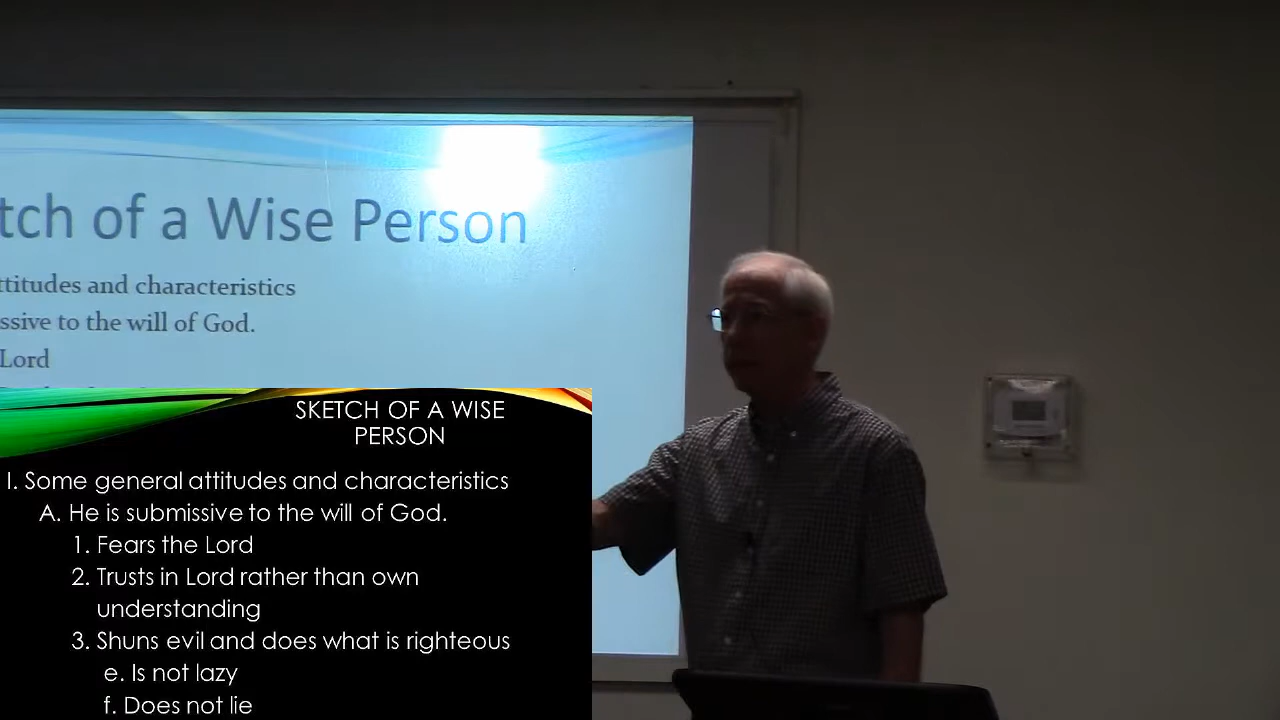 tch of a Wise Person
ttitudes and characteristics
ssive to the will of God.
Lord
SKETCH OF A WISE
PERSON
I. Some general attitudes and characteristics
A. He is submissive to the will of God.
1. Fears the Lord
2. Trusts in Lord rather than own
understanding
3. Shuns evil and does what is righteous
e. Is not lazy
f. Does not lie